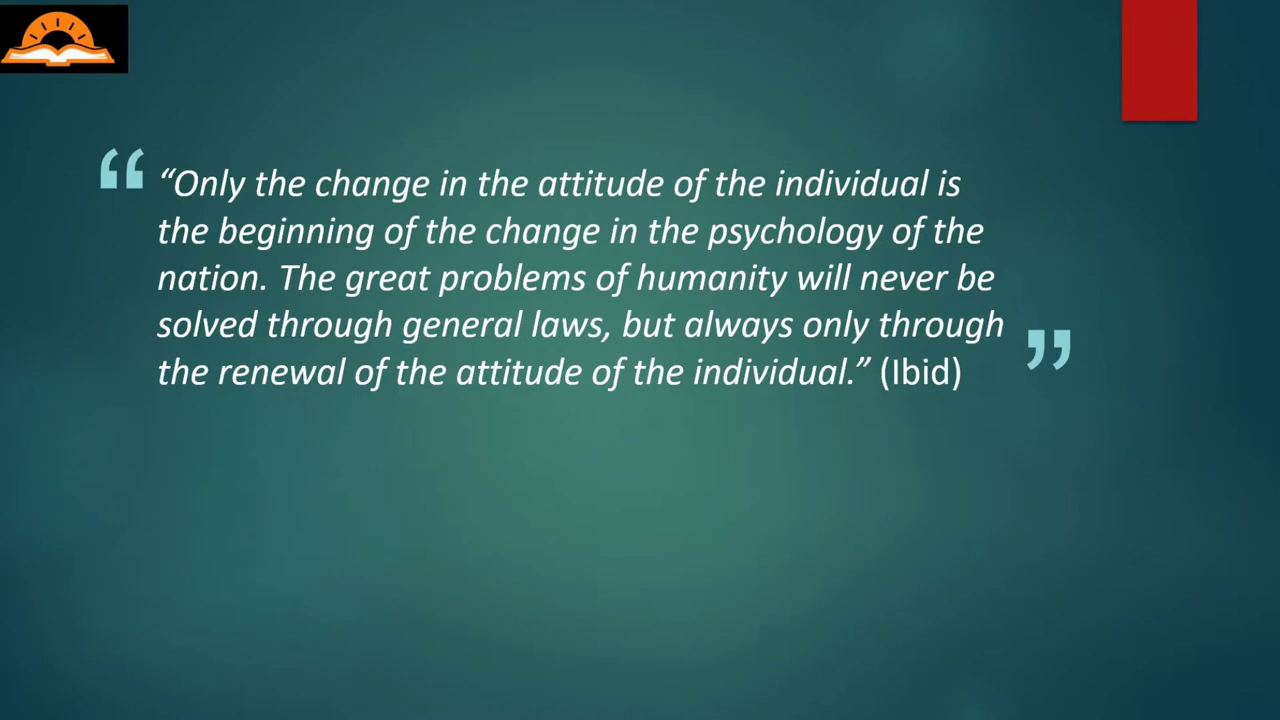 “Only the change in the attitude of the individual is
the beginning of the change in the psychology of the
nation. The great problems of humanity will never be
solved through general laws, but always only through
the renewal of the attitude of the individual.” (Ibid)